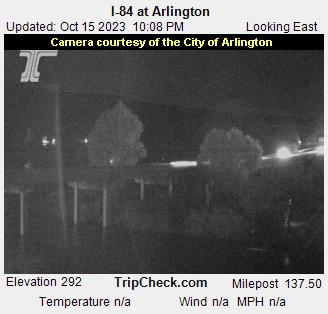 I-84 at Arlington
Updated: Oct 15 2023 10:08 PM Looking East
Camera courtesy of the City of Arlington
Elevation 292 TripCheck.com Milepost 137.50
Temperature n/a Wind n/a MPH n/a